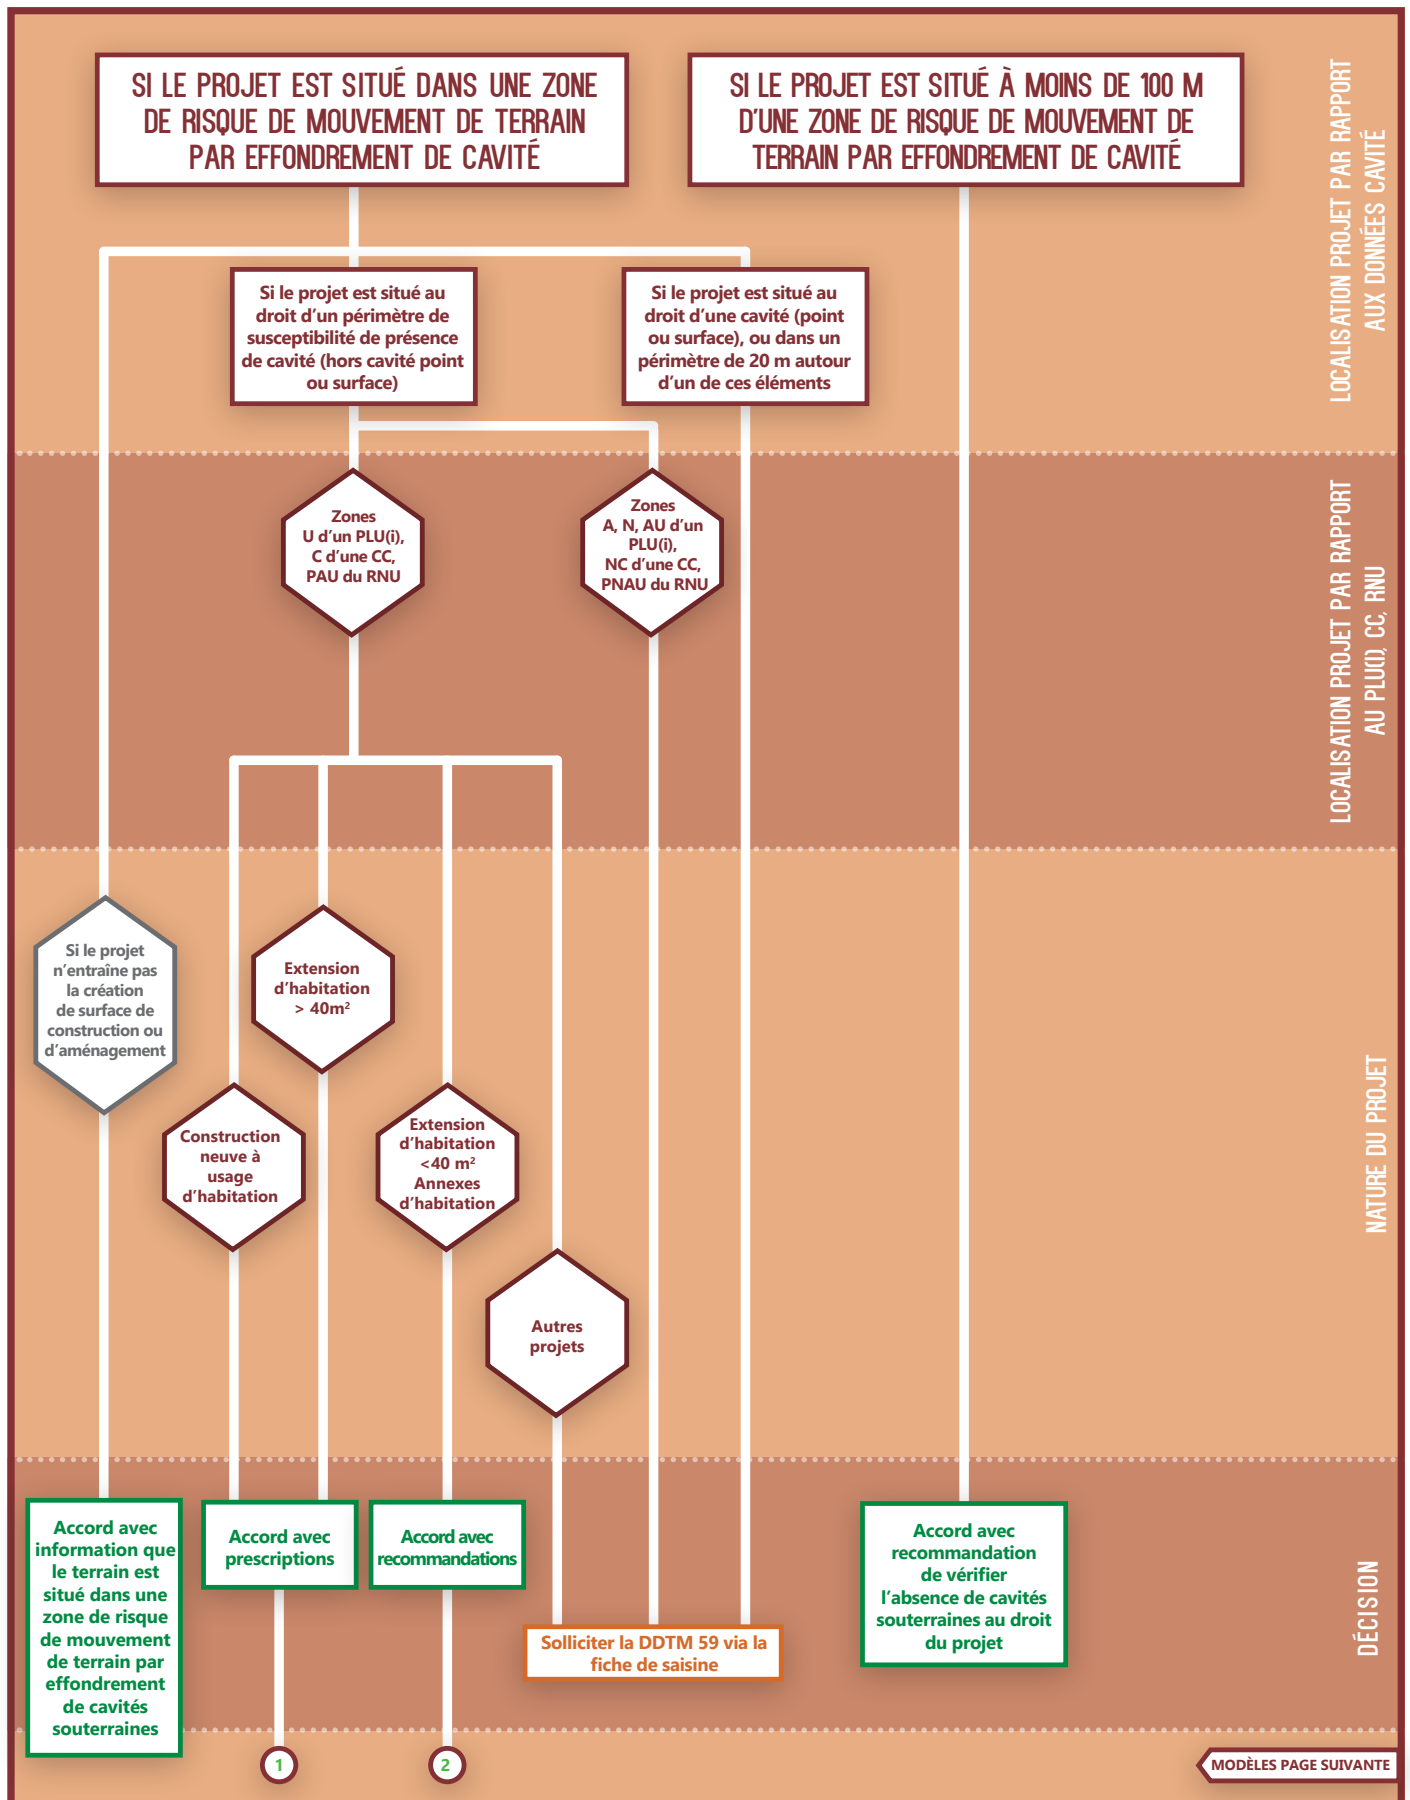 SI LE PROJET EST SITUÉ DANS UNE ZONE
DE RISQUE DE MOUVEMENT DE TERRAIN
PAR EFFONDREMENT DE CAVITÉ
SI LE PROJET EST SITUÉ À MOINS DE 100 M
D'UNE ZONE DE RISQUE DE MOUVEMENT DE
TERRAIN PAR EFFONDREMENT DE CAVITÉ
LOCALISATION PROJET PAR RAPPORT
AUX DONNÉES CAVITÉ
Si le projet est situé au
droit d'un périmètre de
susceptibilité de présence
de cavité (hors cavité point
ou surface)
Si le projet est situé au
droit d'une cavité (point
ou surface), ou dans un
périmètre de 20 m autour
d'un de ces éléments
Zones
U d'un PLU(i),
C d'une CC,
PAU du RNU
Zones
A, N, AU d'un
PLU(i),
NC d'une CC,
PNAU du RNU
LOCALISATION PROJET PAR RAPPORT
AU PLU(I), CC, RNU
Si le projet
n'entraîne pas
la création
de surface de
construction ou
d'aménagement
Extension
d'habitation
> 40m²
Construction
neuve à
usage
d'habitation
Extension
d'habitation
<40 m²
Annexes
d'habitation
Autres
projets
NATURE DU PROJET
Accord avec
information que
le terrain est
situé dans une
zone de risque
de mouvement
de terrain par
effondrement
de cavités
souterraines
Accord avec
prescriptions
Accord avec
recommandations
Solliciter la DDTM 59 via la
fiche de saisine
Accord avec
recommandation
de vérifier
l'absence de cavités
souterraines au droit
du projet
DÉCISION
1
2
MODÈLES PAGE SUIVANTE